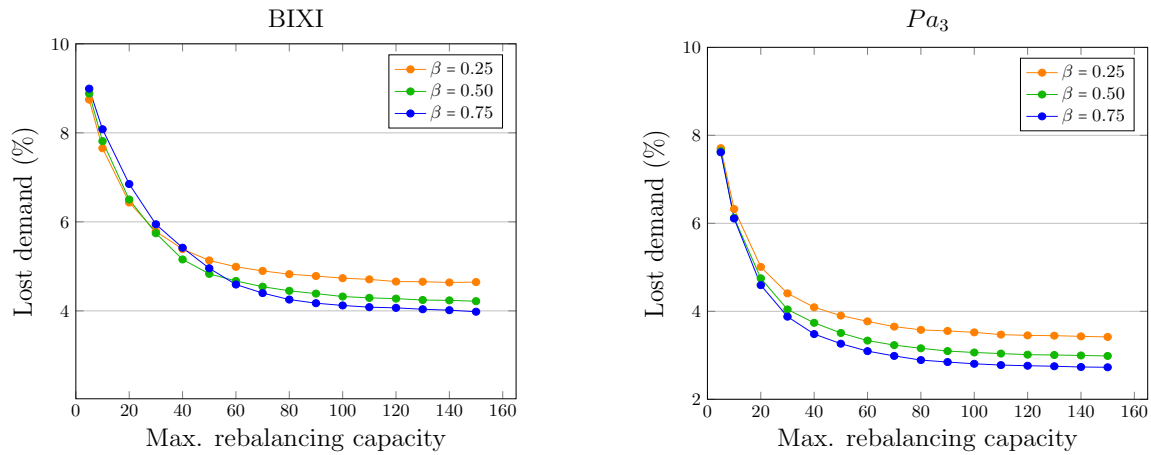 BIXI
10
8
6
4
0
20
40
60
80
100
120
140
160
Lost demand (%)
Max. rebalancing capacity
β = 0.25
β = 0.50
β = 0.75
Pa₃
10
8
6
4
2
0
20
40
60
80
100
120
140
160
Lost demand (%)
Max. rebalancing capacity
β = 0.25
β = 0.50
β = 0.75